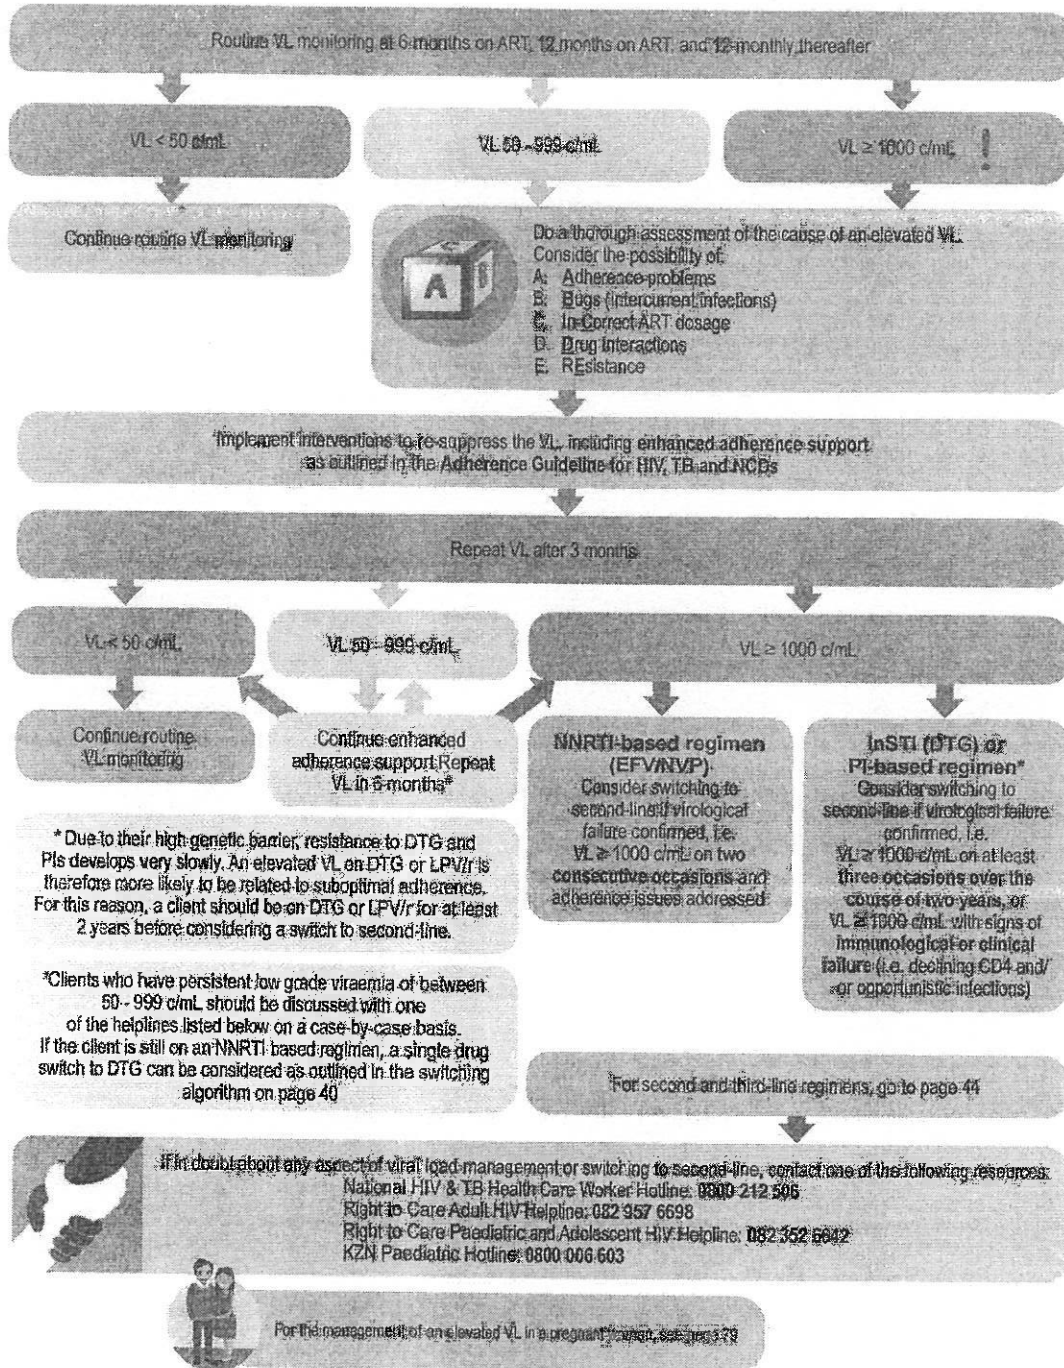 Routine VL monitoring at 6 months on ART, 12 months on ART, and 12-monthly thereafter
VL < 50 c/mL
VL 50 - 999 c/mL
VL ≥ 1000 c/mL !
Continue routine VL monitoring
A
Do a thorough assessment of the cause of an elevated VL.
Consider the possibility of:
A. Adherence problems
B. Bugs (intercurrent infections)
C. In-Correct ART dosage
D. Drug Interactions
E. REsistance
Implement interventions to re-suppress the VL, including enhanced adherence support
as outlined in the Adherence Guideline for HIV, TB and NCDs
Repeat VL after 3 months
VL < 50 c/mL
VL 50 - 999 c/mL
VL ≥ 1000 c/mL
Continue routine
VL monitoring
Continue enhanced
adherence support Repeat
VL in 6 months#
NNRTI-based regimen
(EFV/NVP)
Consider switching to
second-line if virological
failure confirmed, i.e.
VL ≥ 1000 c/mL on two
consecutive occasions and
adherence issues addressed
InSTI (DTG) or
PI-based regimen*
Consider switching to
second-line if virological failure
confirmed, i.e.
VL ≥ 1000 c/mL on at least
three occasions over the
course of two years, or
VL ≥ 1000 c/mL with signs of
immunological or clinical
failure (i.e. declining CD4 and/
or opportunistic infections)
* Due to their high genetic barrier, resistance to DTG and
PIs develops very slowly. An elevated VL on DTG or LPV/r is
therefore more likely to be related to suboptimal adherence.
For this reason, a client should be on DTG or LPV/r for at least
2 years before considering a switch to second-line.
#Clients who have persistent low grade viraemia of between
50 - 999 c/mL should be discussed with one
of the helplines listed below on a case-by-case basis.
If the client is still on an NNRTI based regimen, a single drug
switch to DTG can be considered as outlined in the switching
algorithm on page 40
For second and third-line regimens, go to page 44
If in doubt about any aspect of viral load management or switching to second-line, contact one of the following resources:
National HIV & TB Health Care Worker Hotline: 0800 212 506
Right to Care Adult HIV Helpline: 082 957 6698
Right to Care Paediatric and Adolescent HIV Helpline: 082 352 6642
KZN Paediatric Hotline: 0800 006 603
For the management of an elevated VL in a pregnant